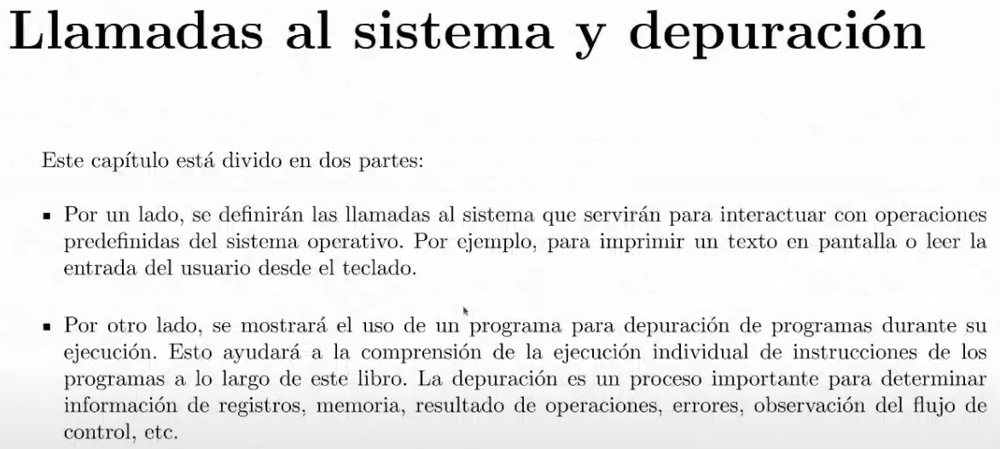 Llamadas al sistema y depuración
Este capítulo está divido en dos partes:
▪ Por un lado, se definirán las llamadas al sistema que servirán para interactuar con operaciones
predefinidas del sistema operativo. Por ejemplo, para imprimir un texto en pantalla o leer la
entrada del usuario desde el teclado.
▪ Por otro lado, se mostrará el uso de un programa para depuración de programas durante su
ejecución. Esto ayudará a la comprensión de la ejecución individual de instrucciones de los
programas a lo largo de este libro. La depuración es un proceso importante para determinar
información de registros, memoria, resultado de operaciones, errores, observación del flujo de
control, etc.